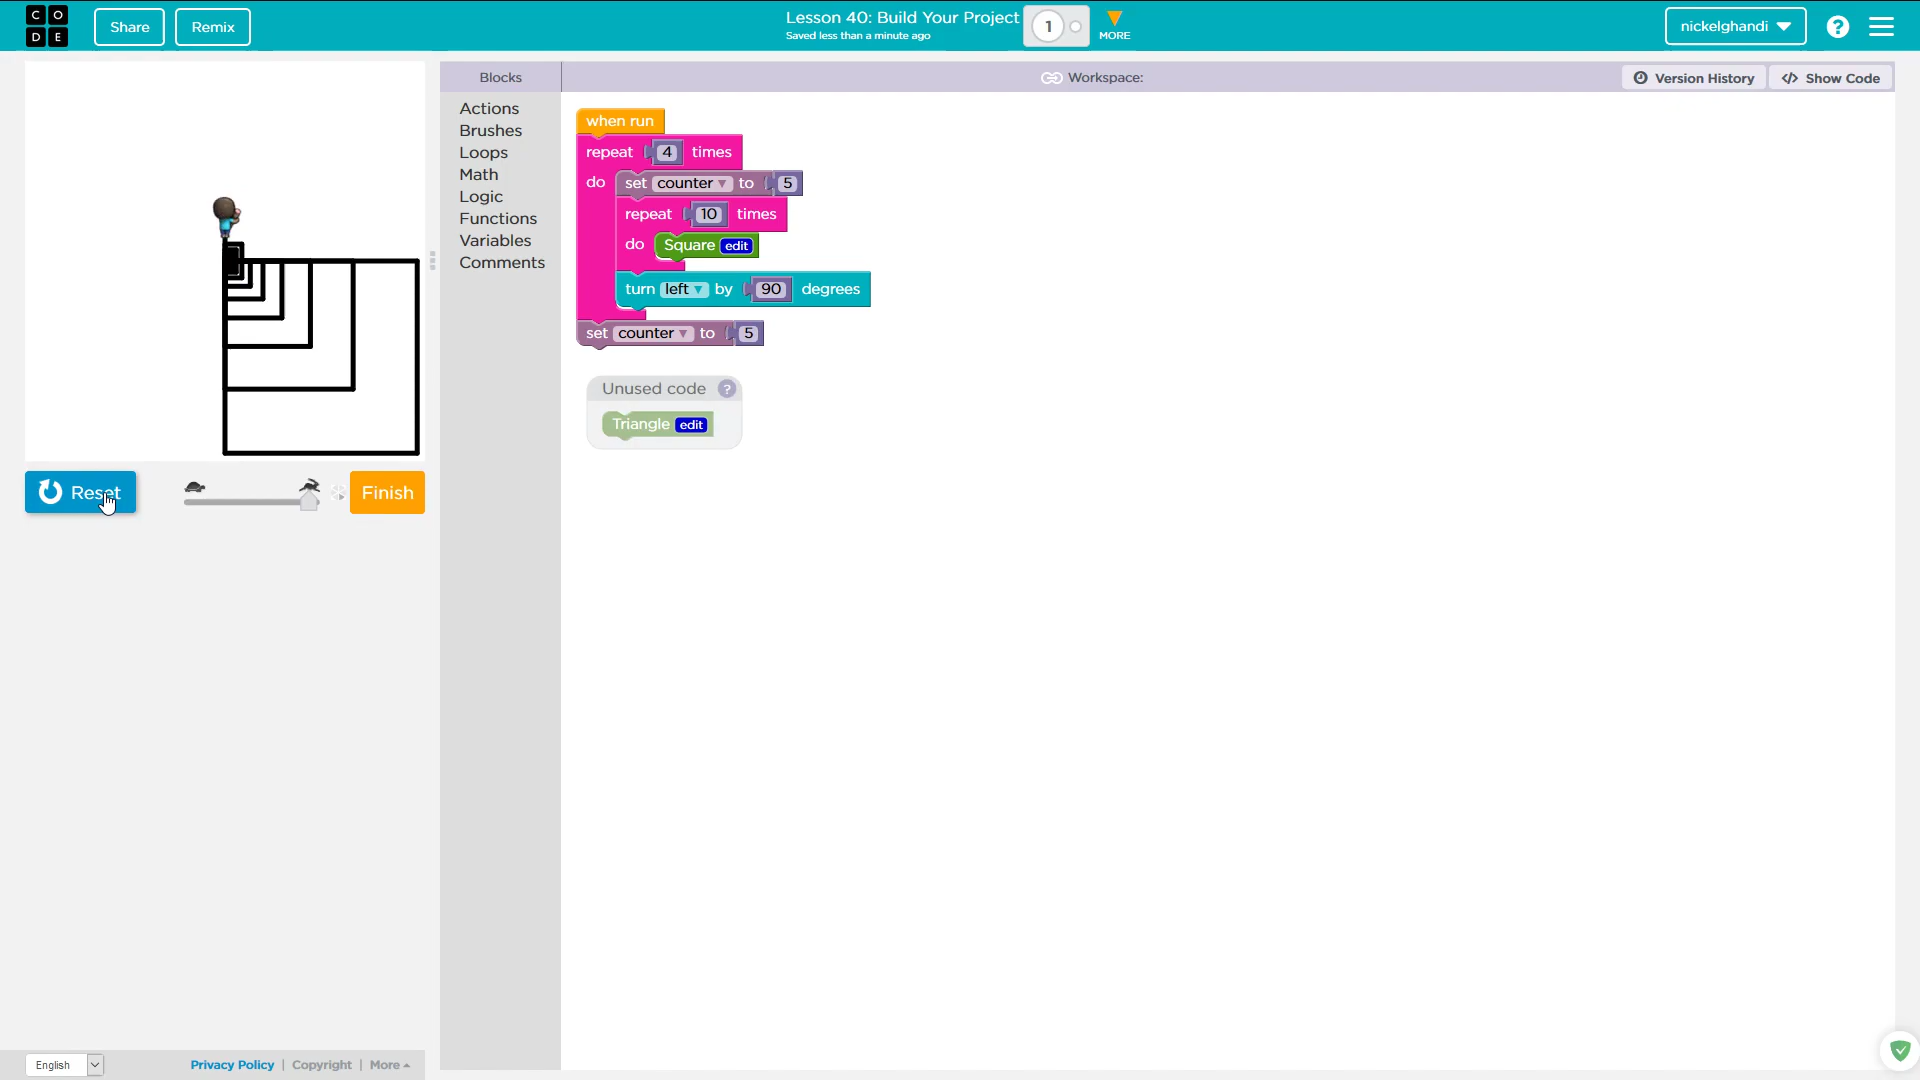 C O D E
Share
Remix
Lesson 40: Build Your Project
Saved less than a minute ago
1
MORE
nickelghandi
?
Blocks
Workspace:
Version History
</> Show Code
Actions
Brushes
Loops
Math
Logic
Functions
Variables
Comments
when run
repeat 4 times
do set counter to 5
repeat 10 times
do Square edit
turn left by 90 degrees
set counter to 5
Unused code ?
Triangle edit
Reset
Finish
English
Privacy Policy | Copyright | More